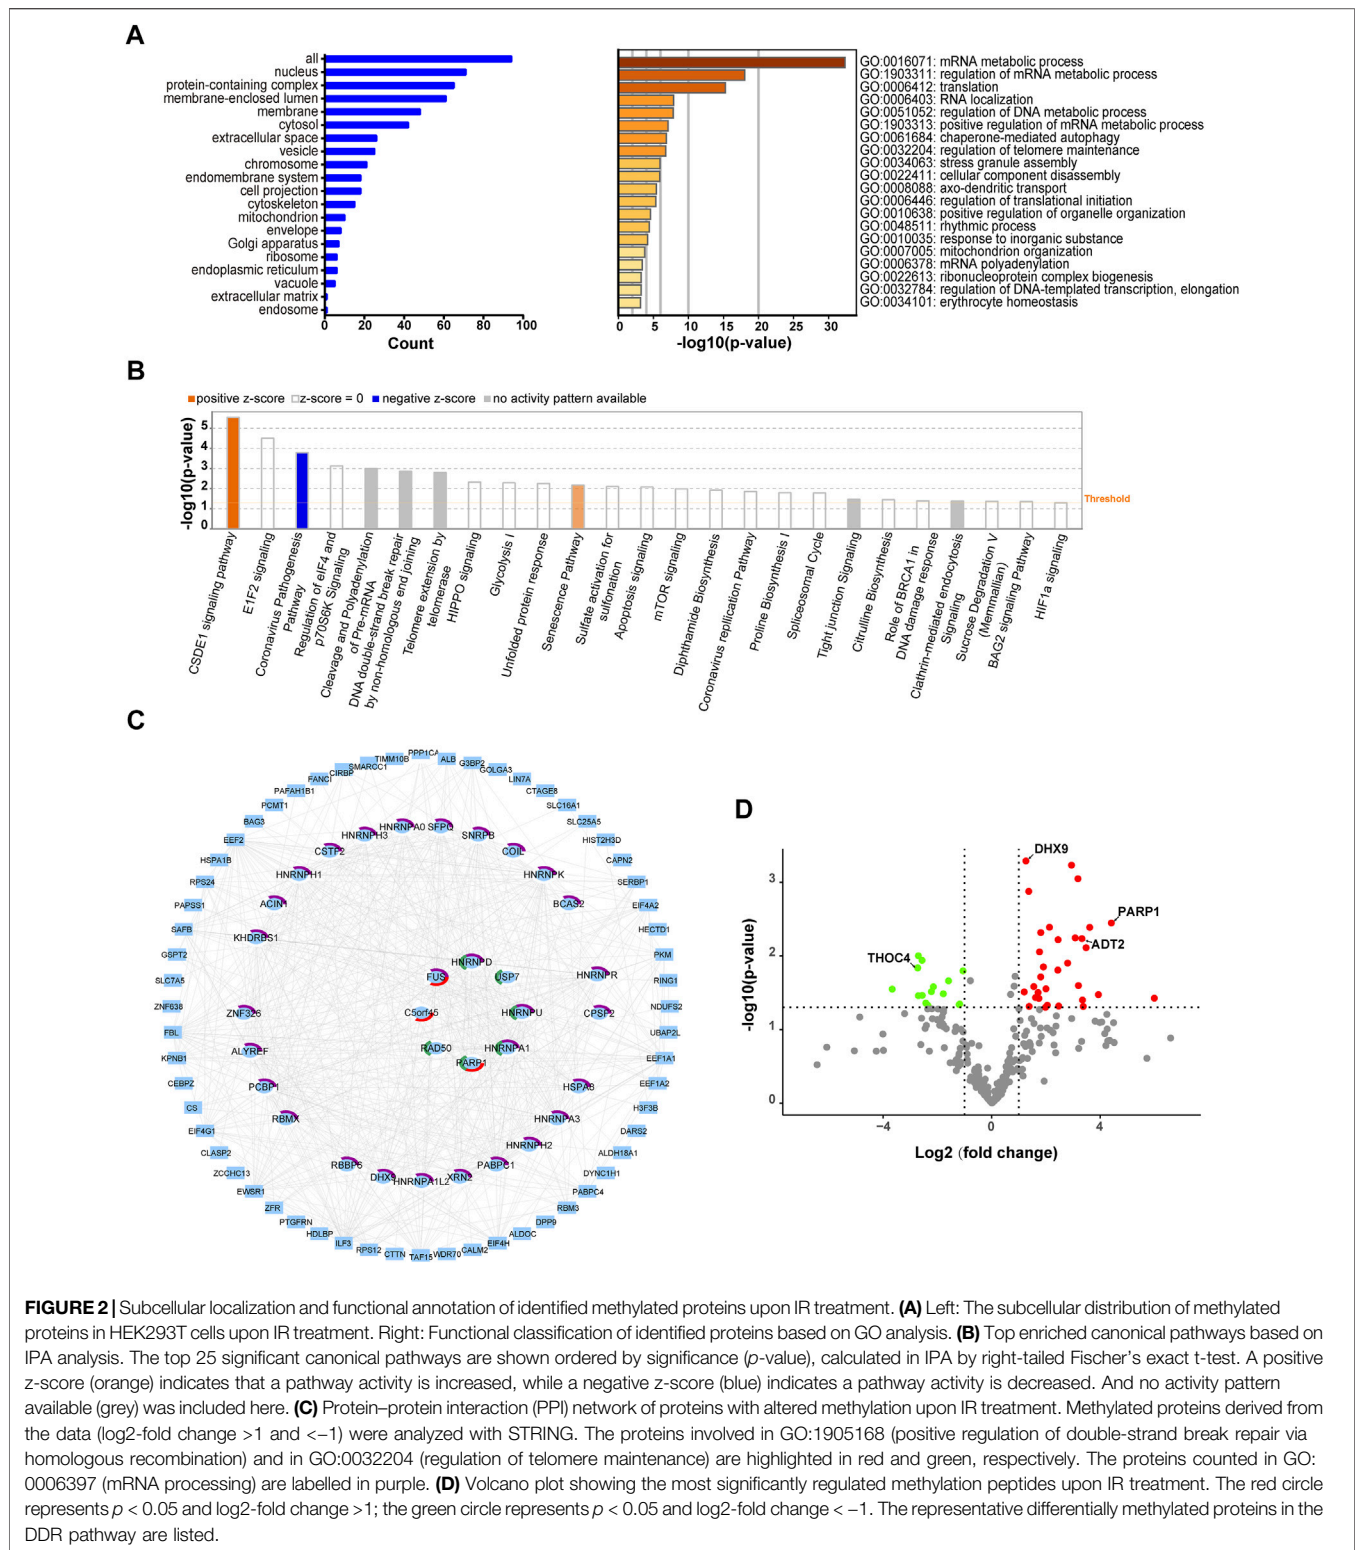 A
all
nucleus
protein-containing complex
membrane-enclosed lumen
membrane
cytosol
extracellular space
vesicle
chromosome
endomembrane system
cell projection
cytoskeleton
mitochondrion
envelope
Golgi apparatus
ribosome
endoplasmic reticulum
vacuole
extracellular matrix
endosome
0 20 40 60 80 100
Count
GO:0016071: mRNA metabolic process
GO:1903311: regulation of mRNA metabolic process
GO:0006412: translation
GO:0006403: RNA localization
GO:0051052: regulation of DNA metabolic process
GO:1903313: positive regulation of mRNA metabolic process
GO:0061684: chaperone-mediated autophagy
GO:0032204: regulation of telomere maintenance
GO:0034063: stress granule assembly
GO:0022411: cellular component disassembly
GO:0008088: axo-dendritic transport
GO:0006446: regulation of translational initiation
GO:0010638: positive regulation of organelle organization
GO:0048511: rhythmic process
GO:0010035: response to inorganic substance
GO:0007005: mitochondrion organization
GO:0006378: mRNA polyadenylation
GO:0022613: ribonucleoprotein complex biogenesis
GO:0032784: regulation of DNA-templated transcription, elongation
GO:0034101: erythrocyte homeostasis
0 5 10 15 20 25 30
-log10(p-value)
B
positive z-score z-score = 0 negative z-score no activity pattern available
-log10(p-value)
5
4
3
2
1
0
Threshold
CSDE1 signaling pathway
E1F2 signaling
Coronavirus Pathogenesis
Pathway
Regulation of eIF4 and
p70S6K Signaling
Cleavage and Polyadenylation
of Pre-mRNA
DNA double-strand break repair
by non-homologous end joining
Telomere extension by
telomerase
HIPPO signaling
Glycolysis I
Unfolded protein response
Senescence Pathway
Sulfate activation for
sulfonation
Apoptosis signaling
mTOR signaling
Diphthamide Biosynthesis
Coronavirus repllication Pathway
Proline Biosynthesis I
Spliceosomal Cycle
Tight junction Signaling
Citrulline Biosynthesis
Role of BRCA1 in
DNA damage response
Clathrin-mediated endocytosis
Signaling
Sucrose Degradation V
(Memmallian)
BAG2 signaling Pathway
HIF1a signaling
C
PPP1CA
TIMM10B
ALB
SMARCC1
G3BP2
CIRBP
GOLGA3
FANCI
LIN7A
PAFAH1B1
CTAGE8
PCMT1
SLC16A1
BAG3
SLC25A5
EEF2
HIST2H3D
HSPA1B
CAPN2
RPS24
SERBP1
PAPSS1
EIF4A2
SAFB
HECTD1
GSPT2
PKM
SLC7A5
RING1
ZNF638
NDUFS2
FBL
UBAP2L
KPNB1
EEF1A1
CEBPZ
EEF1A2
CS
H3F3B
EIF4G1
DARS2
CLASP2
ALDH18A1
ZCCHC13
DYNC1H1
EWSR1
PABPC4
ZFR
RBM3
PTGFRN
DPP9
HDLBP
ALDOC
ILF3
EIF4H
RPS12
CALM2
CTTN
WDR70
TAF15
HNRNPA0
SFPQ
HNRNPH3
SNRPB
CSTF2
COIL
HNRNPH1
HNRNPK
ACIN1
BCAS2
KHDRBS1
HNRNPR
ZNF326
CPSF2
ALYREF
PCBP1
HSPA8
RBMX
HNRNPA3
HNRNPH2
RBBP6
PABPC1
DHX9
XRN2
HNRNPA1L2
HNRNPD
FUS
USP7
C5orf45
HNRNPU
RAD50
HNRNPA1
PARP1
D
-log10(p-value)
3
2
1
0
DHX9
PARP1
ADT2
THOC4
−4 0 4
Log2 (fold change)
FIGURE 2 | Subcellular localization and functional annotation of identified methylated proteins upon IR treatment. (A) Left: The subcellular distribution of methylated
proteins in HEK293T cells upon IR treatment. Right: Functional classification of identified proteins based on GO analysis. (B) Top enriched canonical pathways based on
IPA analysis. The top 25 significant canonical pathways are shown ordered by significance (p-value), calculated in IPA by right-tailed Fischer's exact t-test. A positive
z-score (orange) indicates that a pathway activity is increased, while a negative z-score (blue) indicates a pathway activity is decreased. And no activity pattern
available (grey) was included here. (C) Protein–protein interaction (PPI) network of proteins with altered methylation upon IR treatment. Methylated proteins derived from
the data (log2-fold change >1 and <−1) were analyzed with STRING. The proteins involved in GO:1905168 (positive regulation of double-strand break repair via
homologous recombination) and in GO:0032204 (regulation of telomere maintenance) are highlighted in red and green, respectively. The proteins counted in GO:
0006397 (mRNA processing) are labelled in purple. (D) Volcano plot showing the most significantly regulated methylation peptides upon IR treatment. The red circle
represents p < 0.05 and log2-fold change >1; the green circle represents p < 0.05 and log2-fold change < −1. The representative differentially methylated proteins in the
DDR pathway are listed.